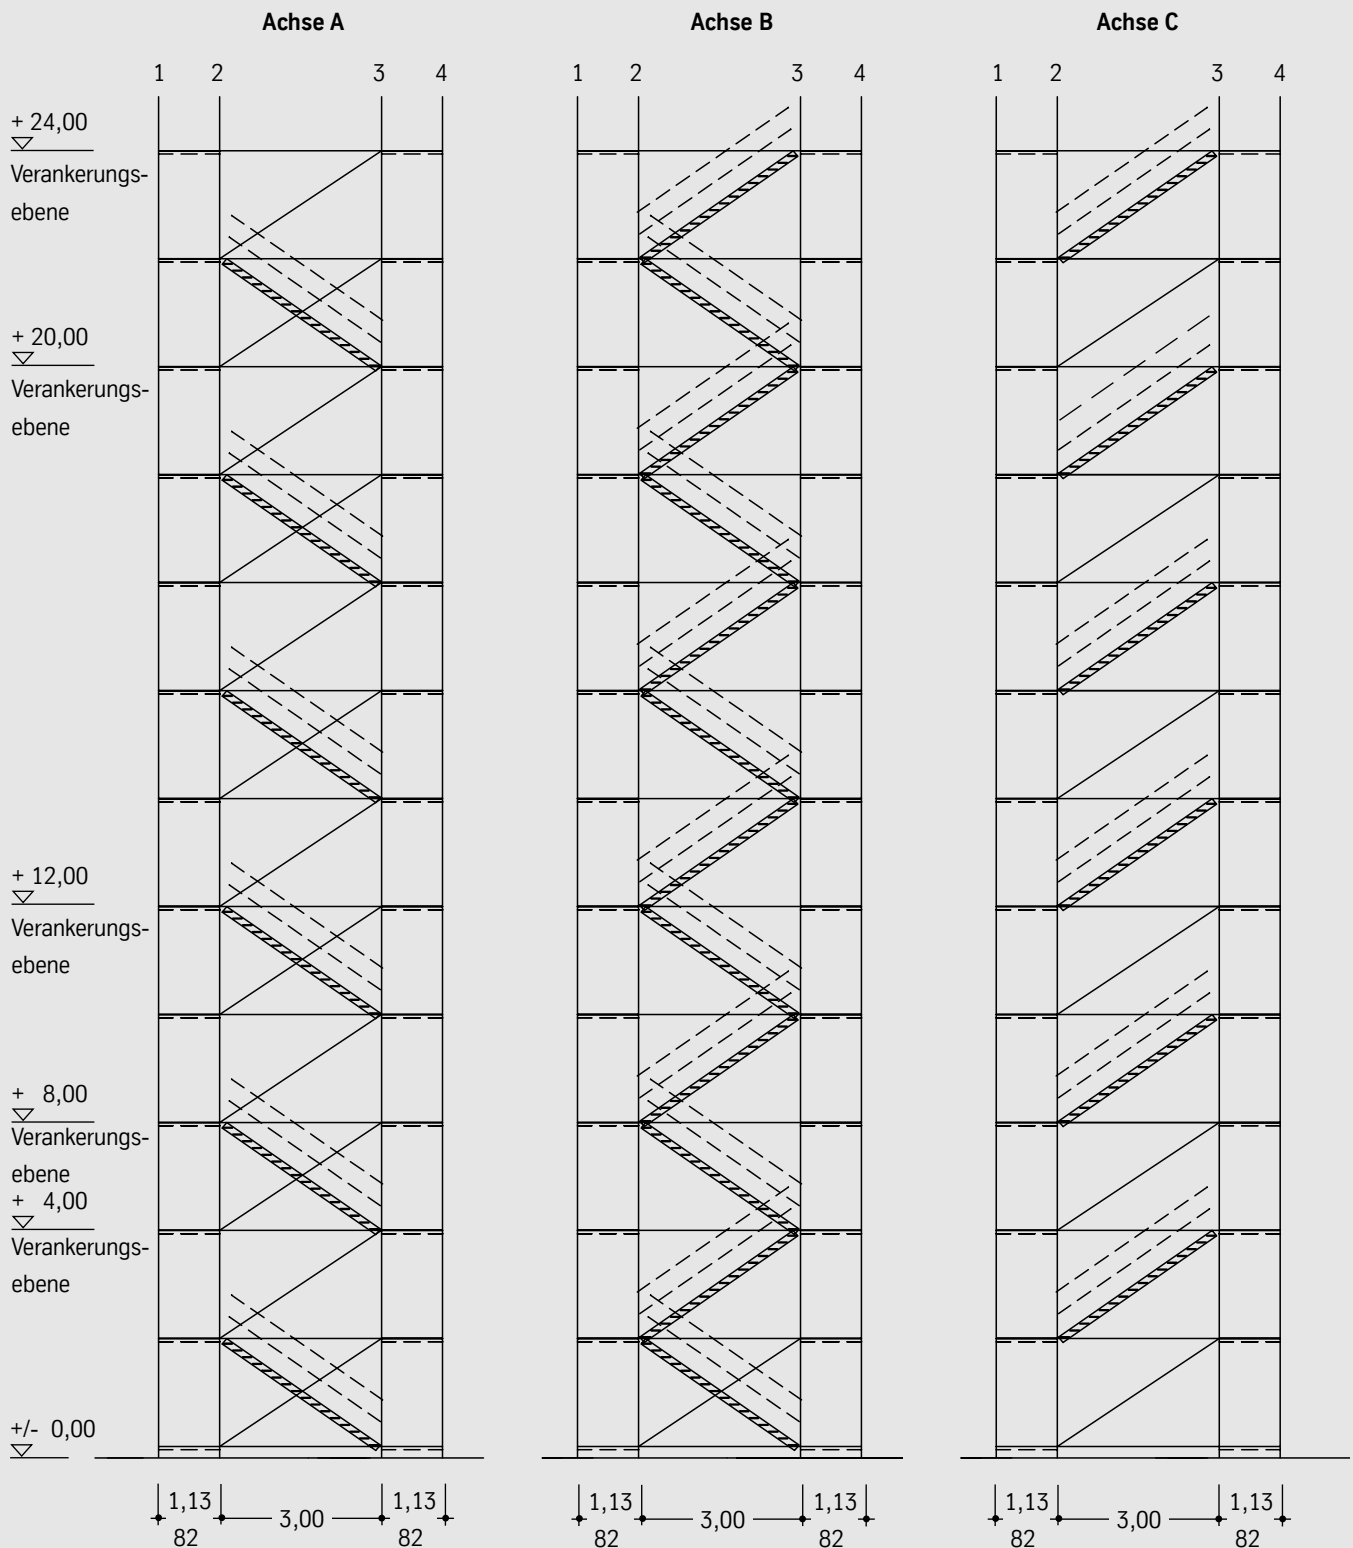 Achse A
Achse B
Achse C
1 2 3 4
1 2 3 4
1 2 3 4
+ 24,00
Verankerungs-
ebene
+ 20,00
Verankerungs-
ebene
+ 12,00
Verankerungs-
ebene
+ 8,00
Verankerungs-
ebene
+ 4,00
Verankerungs-
ebene
+/- 0,00
1,13 3,00 1,13
82 82
1,13 3,00 1,13
82 82
1,13 3,00 1,13
82 82